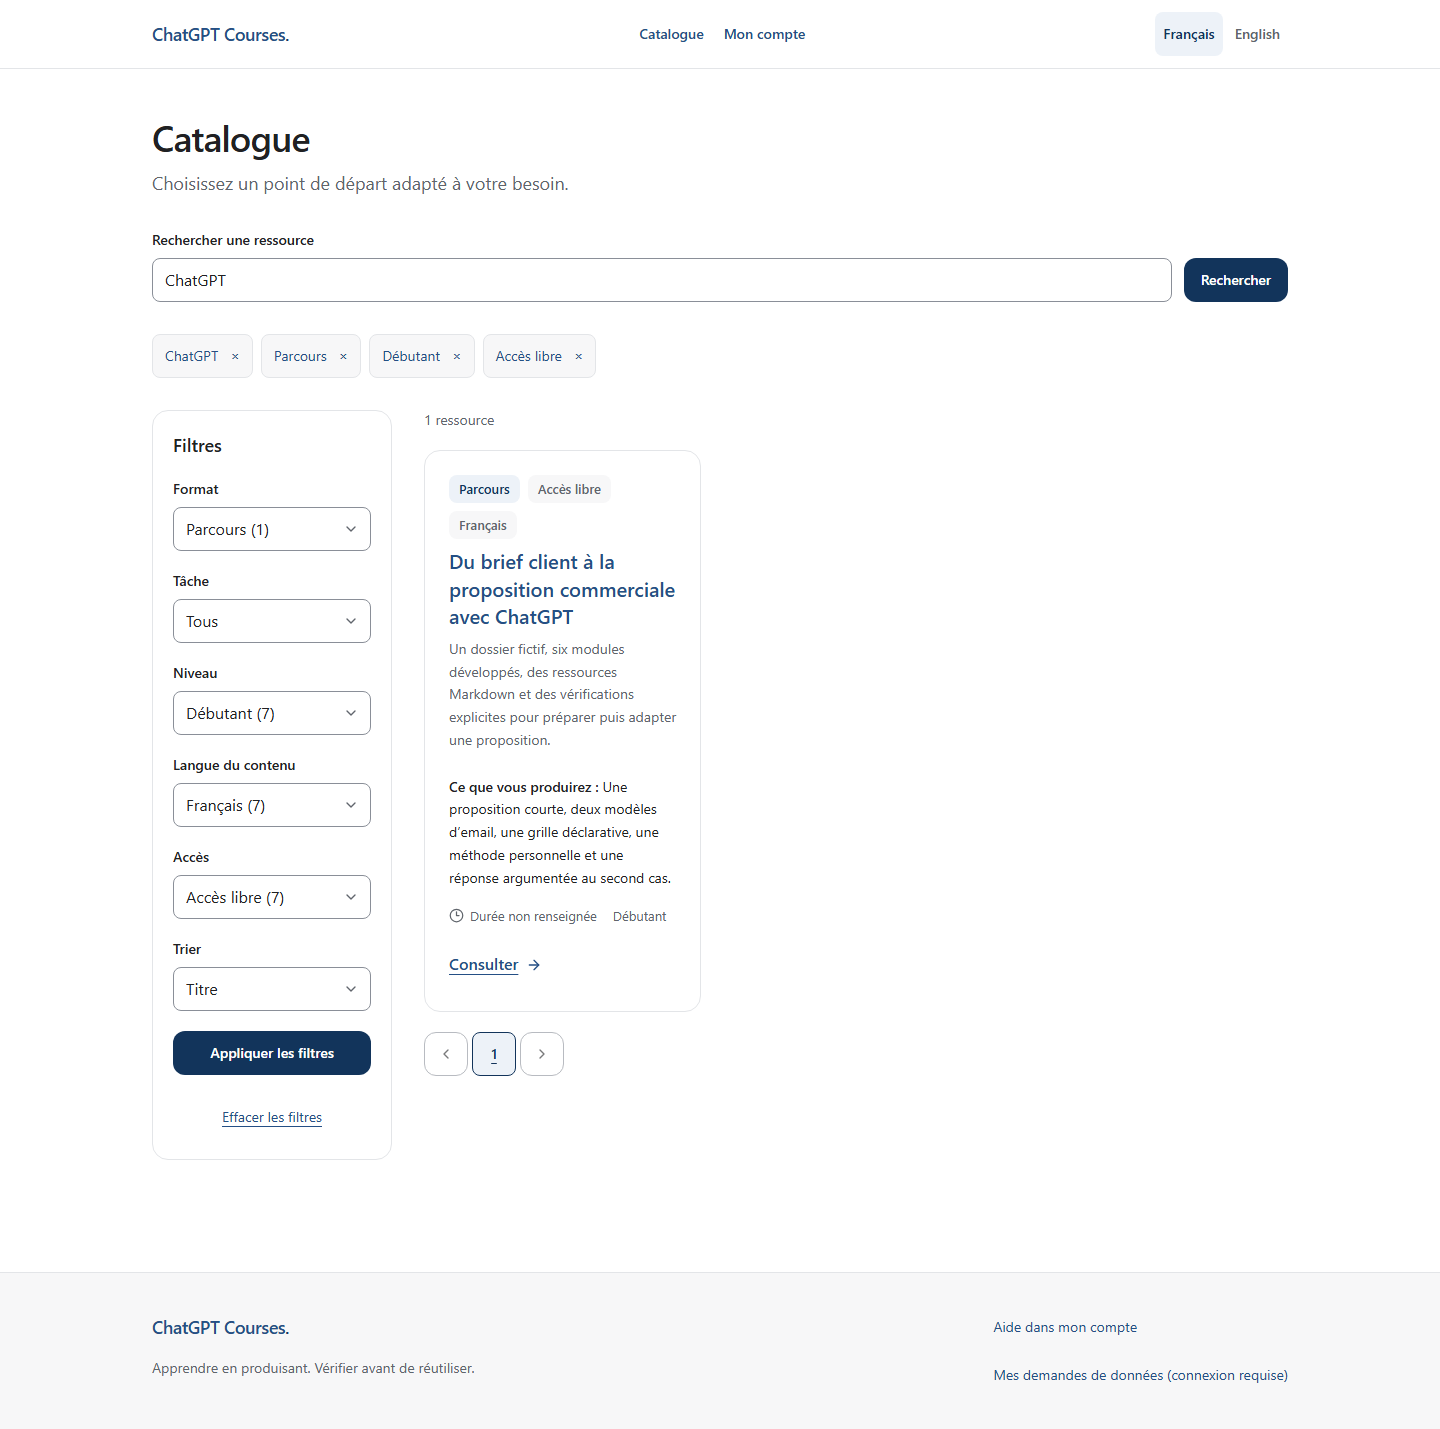 ChatGPT Courses.
Catalogue
Mon compte
Français
English
Catalogue
Choisissez un point de départ adapté à votre besoin.
Rechercher une ressource
ChatGPT
Rechercher
ChatGPT ×
Parcours ×
Débutant ×
Accès libre ×
Filtres
Format
Parcours (1)
Tâche
Tous
Niveau
Débutant (7)
Langue du contenu
Français (7)
Accès
Accès libre (7)
Trier
Titre
Appliquer les filtres
Effacer les filtres
1 ressource
Parcours
Accès libre
Français
Du brief client à la
proposition commerciale
avec ChatGPT
Un dossier fictif, six modules
développés, des ressources
Markdown et des vérifications
explicites pour préparer puis adapter
une proposition.
Ce que vous produirez : Une
proposition courte, deux modèles
d’email, une grille déclarative, une
méthode personnelle et une
réponse argumentée au second cas.
Durée non renseignée
Débutant
Consulter →
1
ChatGPT Courses.
Apprendre en produisant. Vérifier avant de réutiliser.
Aide dans mon compte
Mes demandes de données (connexion requise)